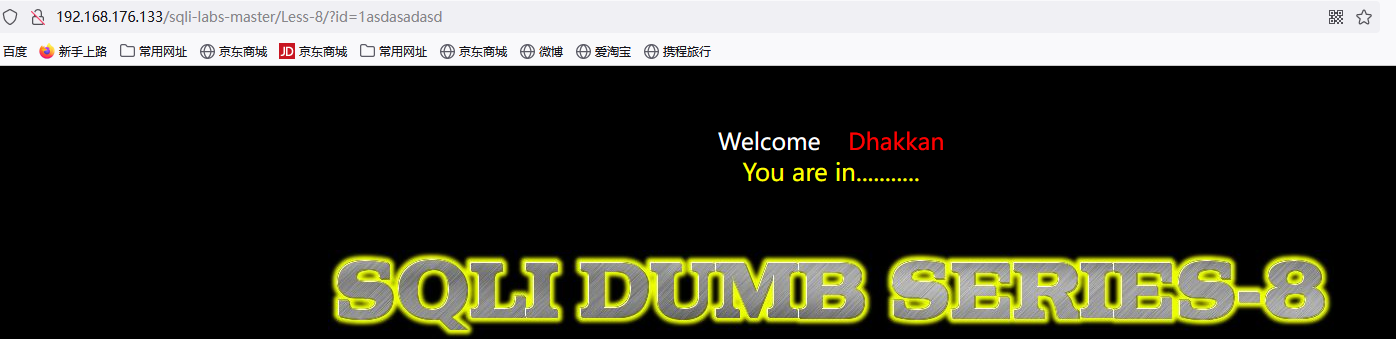 192.168.176.133/sqli-labs-master/Less-8/?id=1asdasadasd
百度 新手上路 常用网址 京东商城 JD 京东商城 常用网址 京东商城 微博 爱淘宝 携程旅行
Welcome Dhakkan
You are in...........
SQLI DUMB SERIES-8